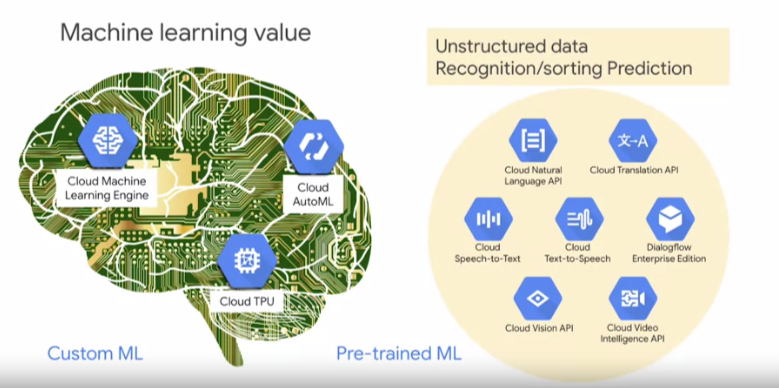 Machine learning value
Unstructured data
Recognition/sorting Prediction
Cloud Machine
Learning Engine
Cloud
AutoML
Cloud TPU
Custom ML
Pre-trained ML
Cloud Natural
Language API
文→A
Cloud Translation API
Cloud
Speech-to-Text
Cloud
Text-to-Speech
Dialogflow
Enterprise Edition
Cloud Vision API
Cloud Video
Intelligence API